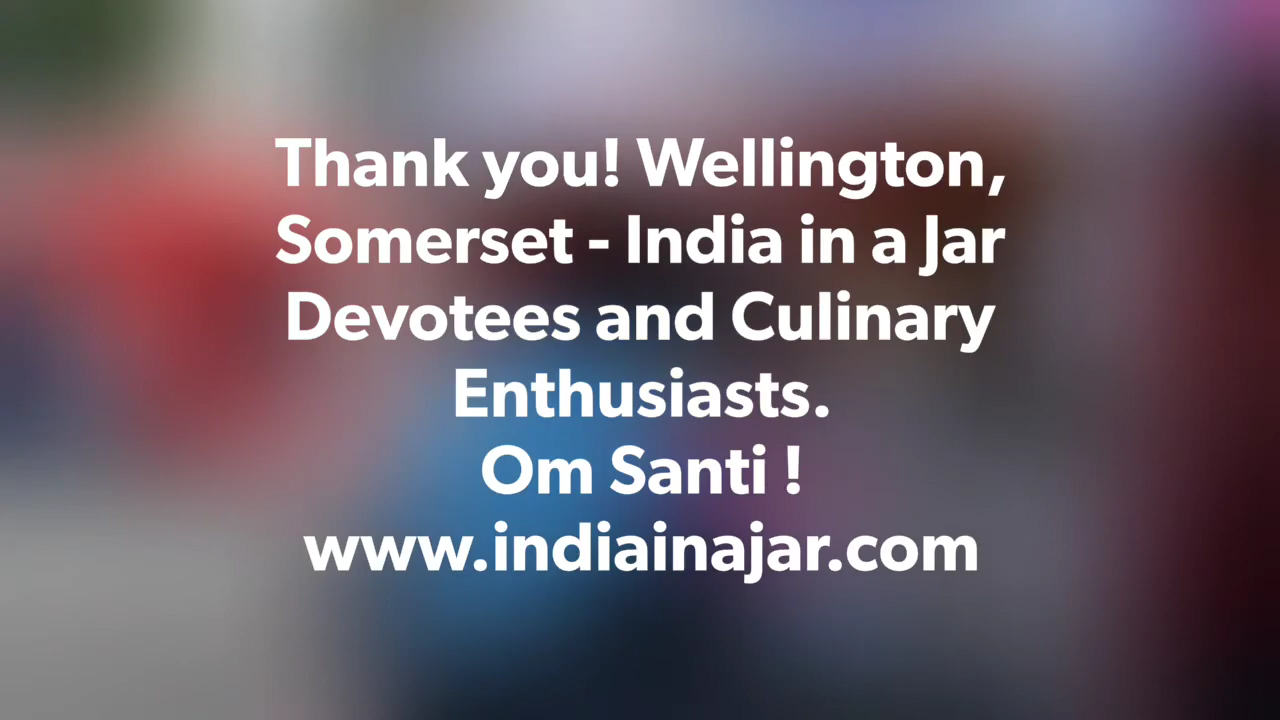 Thank you! Wellington,
Somerset - India in a Jar
Devotees and Culinary
Enthusiasts.
Om Santi !
www.indiainajar.com